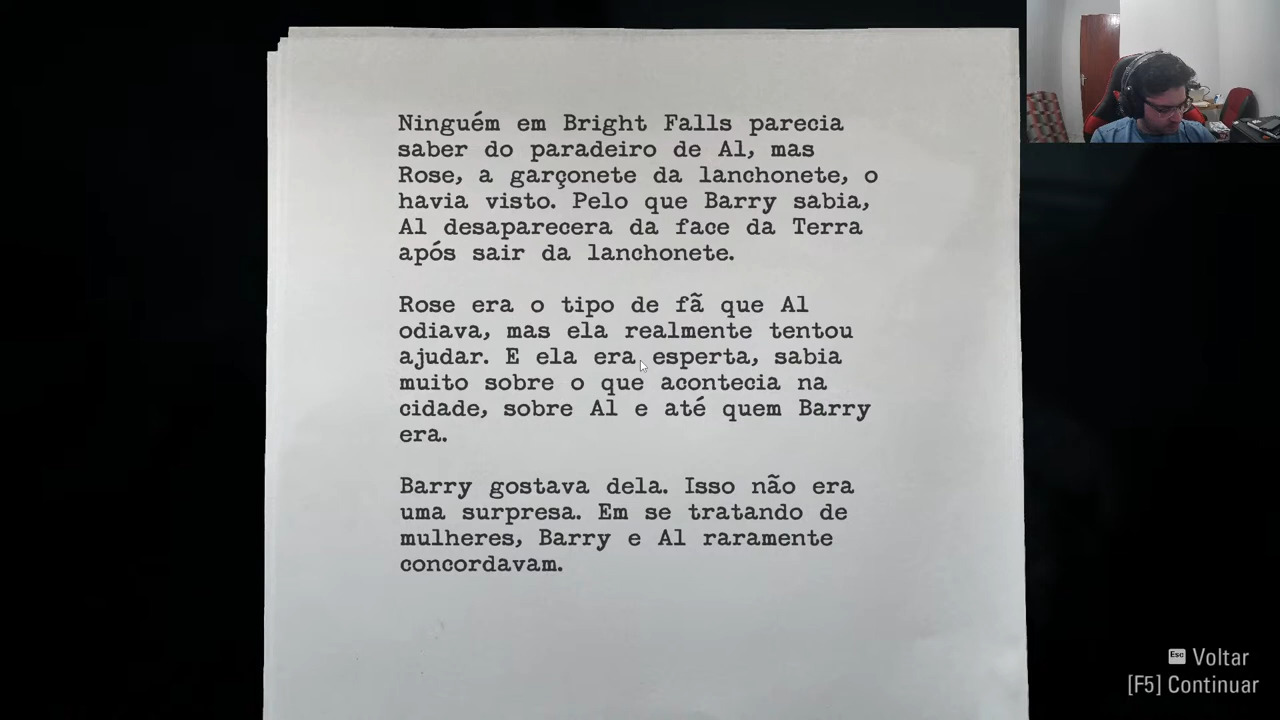 Ninguém em Bright Falls parecia
saber do paradeiro de Al, mas
Rose, a garçonete da lanchonete, o
havia visto. Pelo que Barry sabia,
Al desaparecera da face da Terra
após sair da lanchonete.
Rose era o tipo de fã que Al
odiava, mas ela realmente tentou
ajudar. E ela era esperta, sabia
muito sobre o que acontecia na
cidade, sobre Al e até quem Barry
era.
Barry gostava dela. Isso não era
uma surpresa. Em se tratando de
mulheres, Barry e Al raramente
concordavam.
Esc Voltar
[F5] Continuar